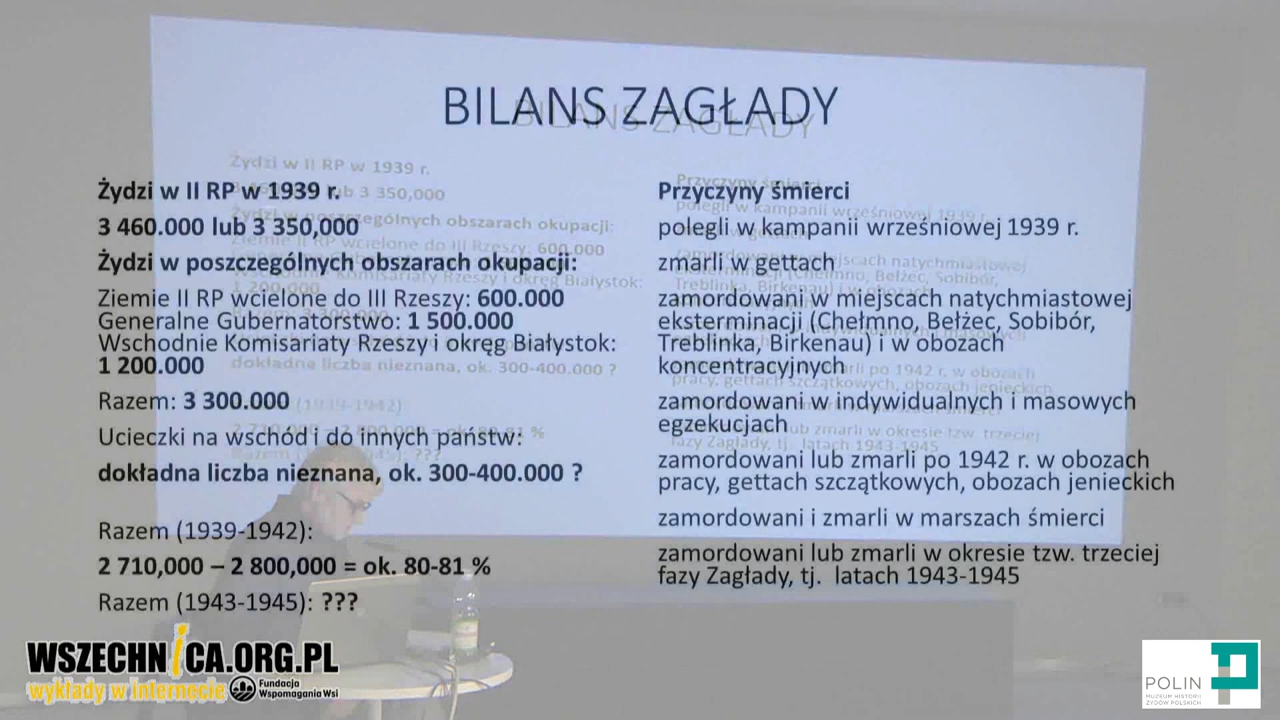 BILANS ZAGŁADY
Żydzi w II RP w 1939 r.
3 460.000 lub 3 350,000
Żydzi w poszczególnych obszarach okupacji:
Ziemie II RP wcielone do III Rzeszy: 600.000
Generalne Gubernatorstwo: 1 500.000
Wschodnie Komisariaty Rzeszy i okręg Białystok:
1 200.000
Razem: 3 300.000
Ucieczki na wschód i do innych państw:
dokładna liczba nieznana, ok. 300-400.000 ?
Razem (1939-1942):
2 710,000 – 2 800,000 = ok. 80-81 %
Razem (1943-1945): ???
Przyczyny śmierci
polegli w kampanii wrześniowej 1939 r.
zmarli w gettach
zamordowani w miejscach natychmiastowej
eksterminacji (Chełmno, Bełżec, Sobibór,
Treblinka, Birkenau) i w obozach
koncentracyjnych
zamordowani w indywidualnych i masowych
egzekucjach
zamordowani lub zmarli po 1942 r. w obozach
pracy, gettach szczątkowych, obozach jenieckich
zamordowani i zmarli w marszach śmierci
zamordowani lub zmarli w okresie tzw. trzeciej
fazy Zagłady, tj. latach 1943-1945
WSZECHNICA.ORG.PL
wykłady w internecie
Fundacja
Wspomagania Wsi
POLIN
MUZEUM HISTORII
ŻYDÓW POLSKICH